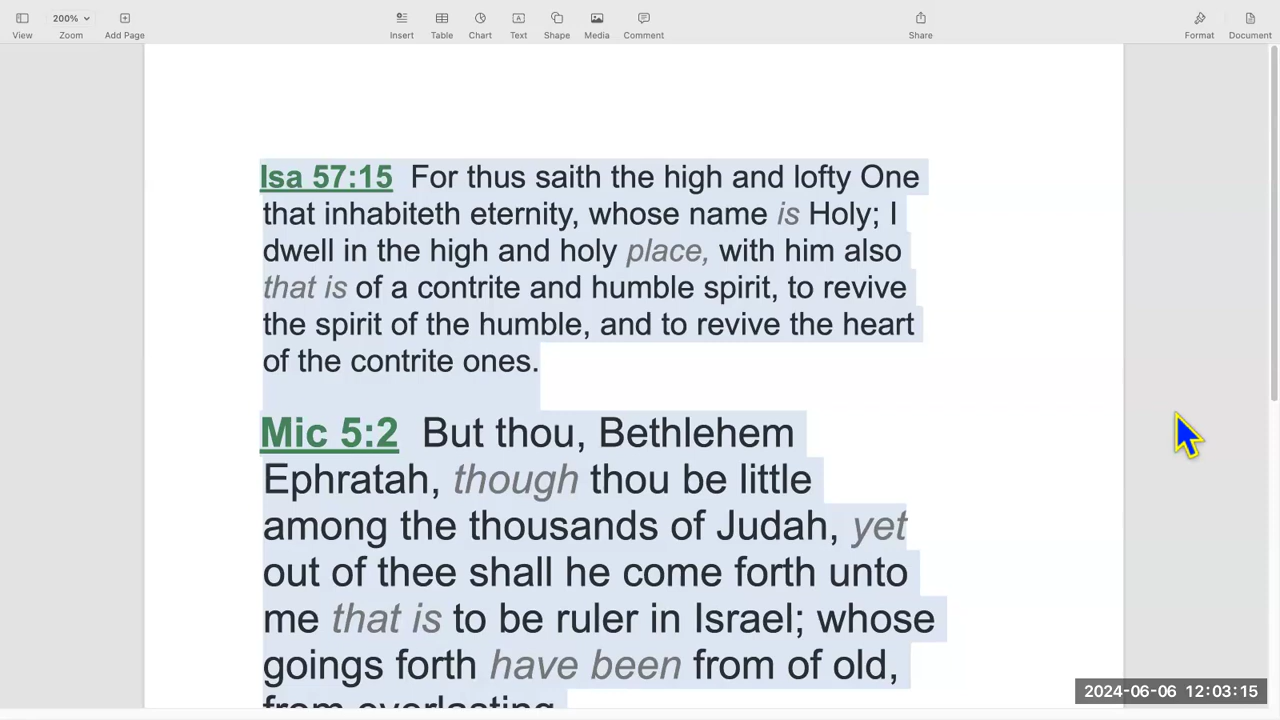 View
200%
Zoom
Add Page
Insert
Table
Chart
Text
Shape
Media
Comment
Share
Format
Document
Isa 57:15 For thus saith the high and lofty One
that inhabiteth eternity, whose name is Holy; I
dwell in the high and holy place, with him also
that is of a contrite and humble spirit, to revive
the spirit of the humble, and to revive the heart
of the contrite ones.
Mic 5:2 But thou, Bethlehem
Ephratah, though thou be little
among the thousands of Judah, yet
out of thee shall he come forth unto
me that is to be ruler in Israel; whose
goings forth have been from of old,
from everlasting
2024-06-06 12:03:15